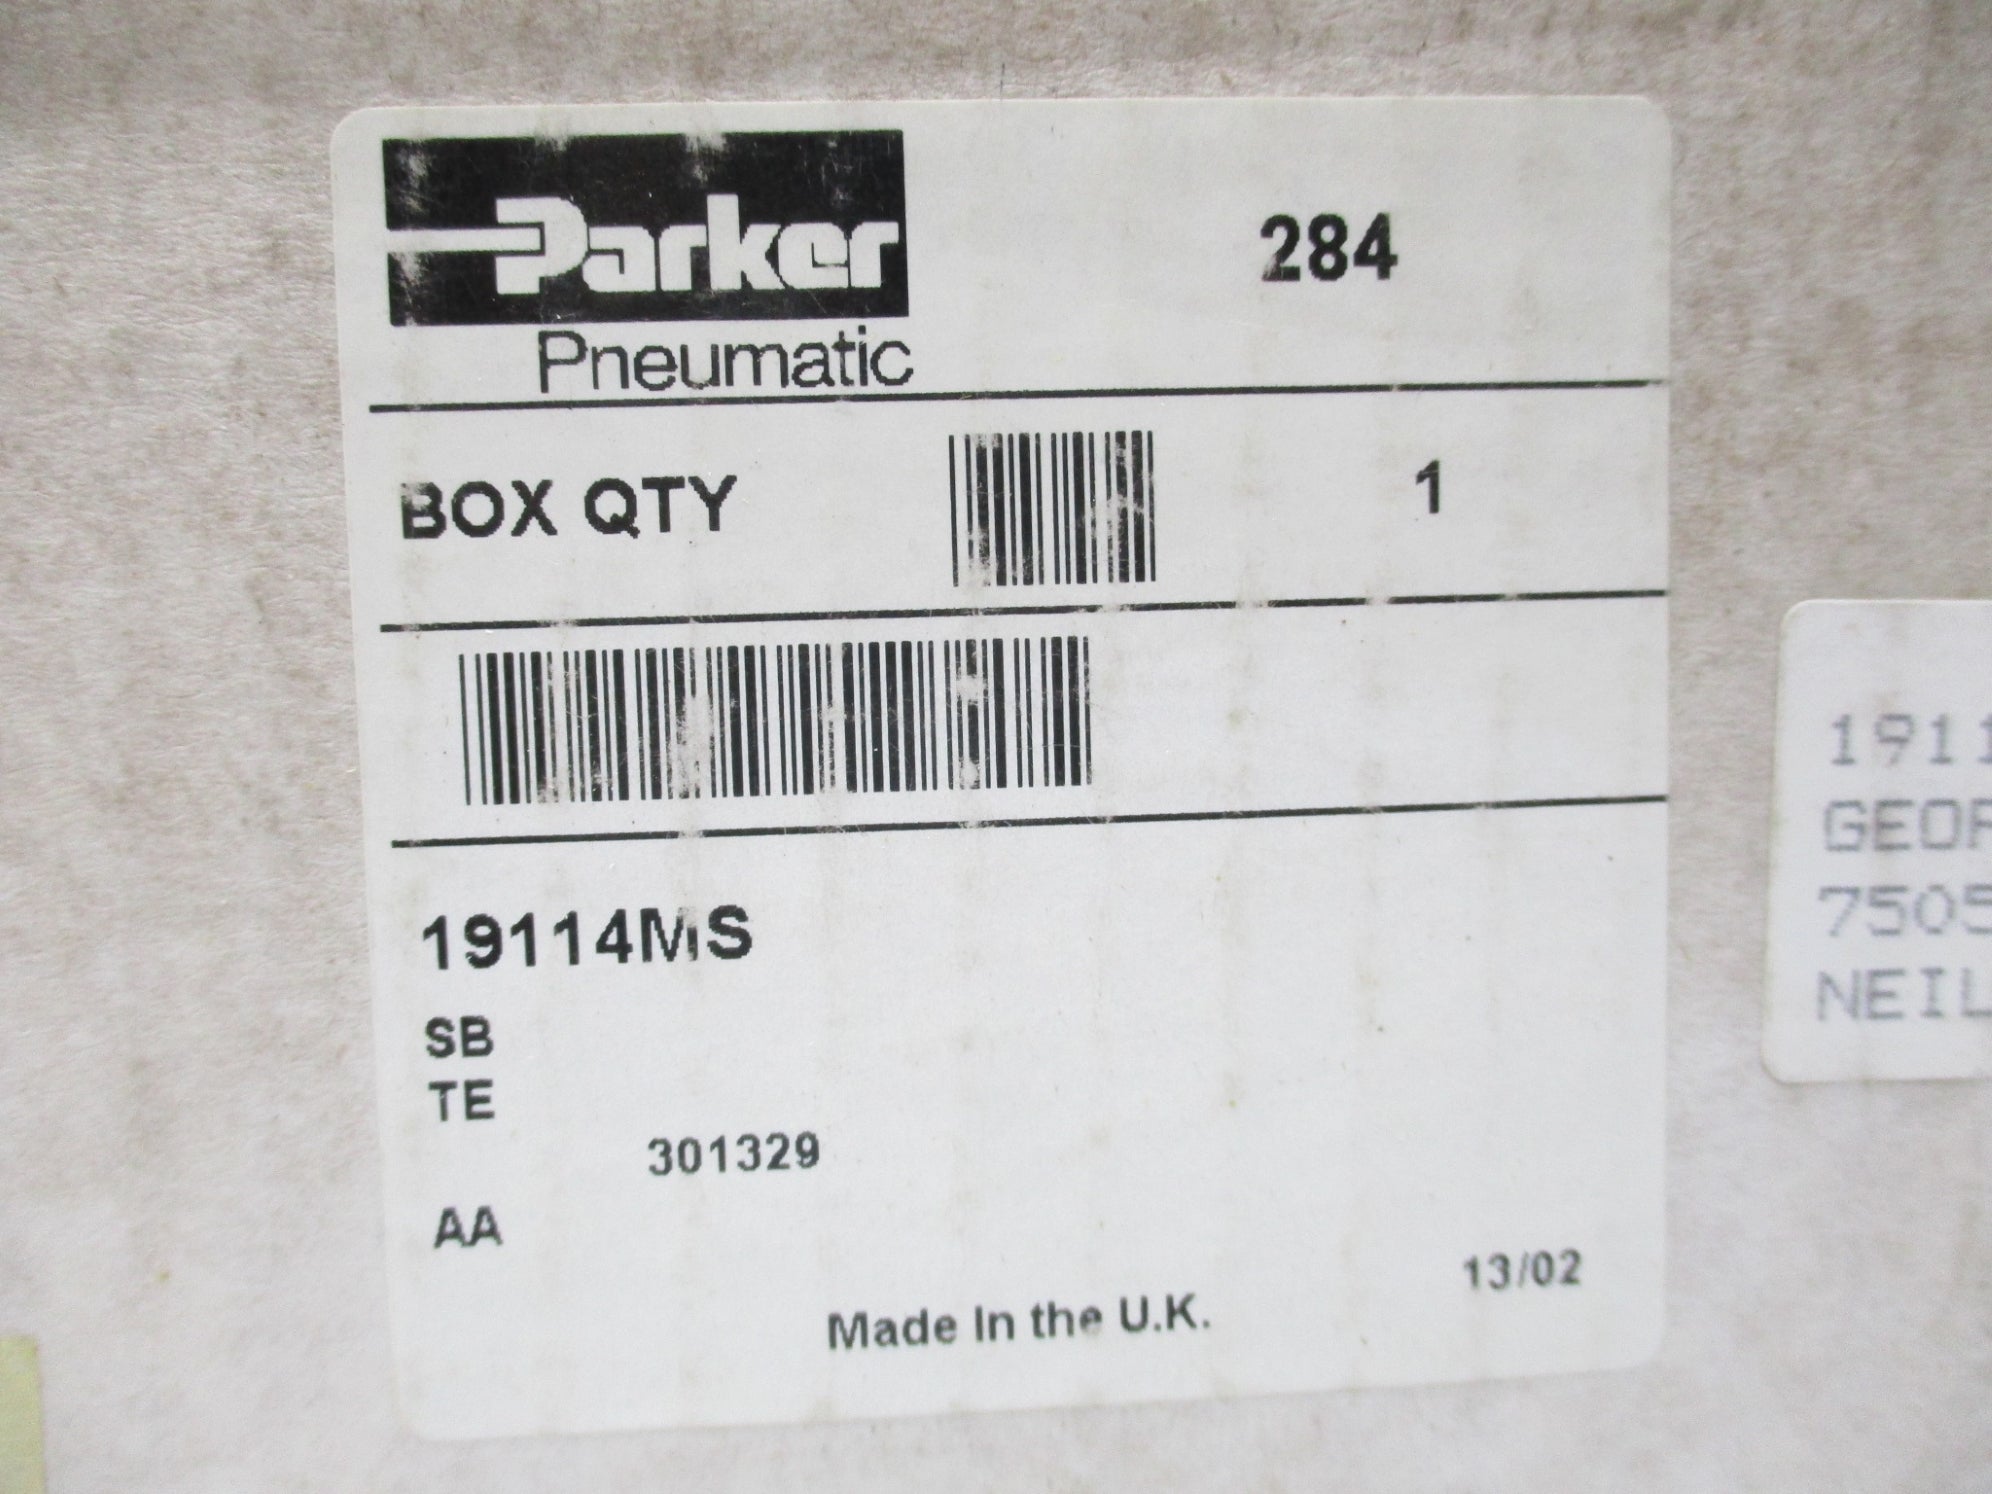 Parker
Pneumatic
284
BOX QTY 1
19114MS
SB
TE
301329
AA
13/02
Made In the U.K.
1911
GEOR
7505
NEIL